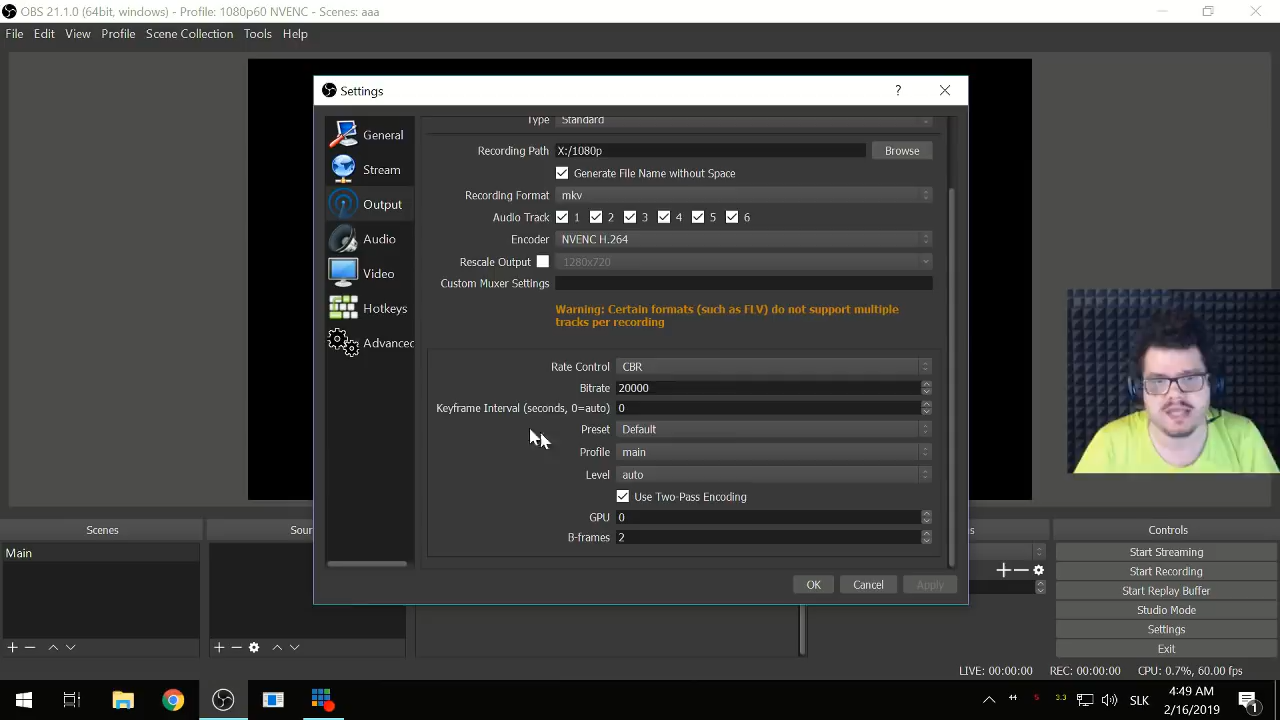 OBS 21.1.0 (64bit, windows) - Profile: 1080p60 NVENC - Scenes: aaa
File Edit View Profile Scene Collection Tools Help
Settings
?
General
Stream
Output
Audio
Video
Hotkeys
Advanced
Type Standard
Recording Path X:/1080p Browse
Generate File Name without Space
Recording Format mkv
Audio Track 1 2 3 4 5 6
Encoder NVENC H.264
Rescale Output 1280x720
Custom Muxer Settings
Warning: Certain formats (such as FLV) do not support multiple
tracks per recording
Rate Control CBR
Bitrate 20000
Keyframe Interval (seconds, 0=auto) 0
Preset Default
Profile main
Level auto
Use Two-Pass Encoding
GPU 0
B-frames 2
OK Cancel Apply
Scenes
Main
Sour
ns
Controls
Start Streaming
Start Recording
Start Replay Buffer
Studio Mode
Settings
Exit
LIVE: 00:00:00 REC: 00:00:00 CPU: 0.7%, 60.00 fps
3.3 SLK 4:49 AM
2/16/2019
1